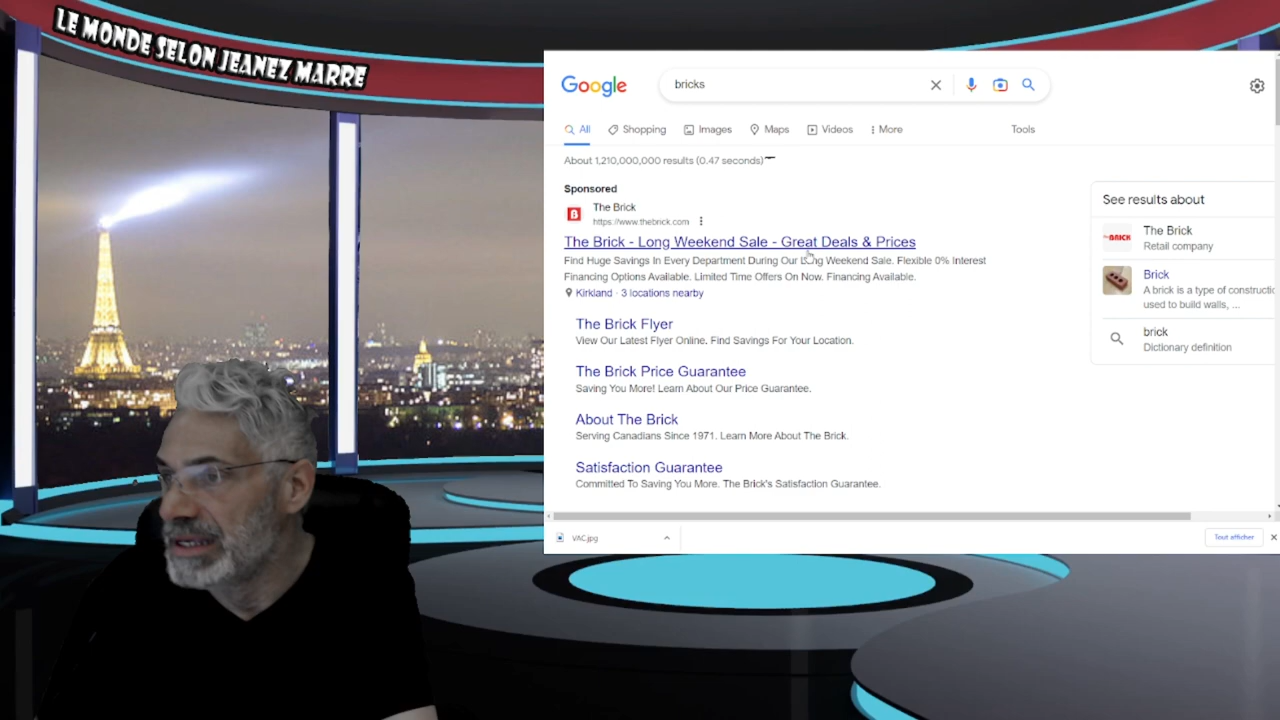 LE MONDE SELON JEANEZ MARRE
Google
bricks
All
Shopping
Images
Maps
Videos
More
Tools
About 1,210,000,000 results (0.47 seconds)
Sponsored
The Brick
https://www.thebrick.com
The Brick - Long Weekend Sale - Great Deals & Prices
Find Huge Savings In Every Department During Our Long Weekend Sale. Flexible 0% Interest
Financing Options Available. Limited Time Offers On Now. Financing Available.
Kirkland · 3 locations nearby
The Brick Flyer
View Our Latest Flyer Online. Find Savings For Your Location.
The Brick Price Guarantee
Saving You More! Learn About Our Price Guarantee.
About The Brick
Serving Canadians Since 1971. Learn More About The Brick.
Satisfaction Guarantee
Committed To Saving You More. The Brick's Satisfaction Guarantee.
See results about
THE BRICK
The Brick
Retail company
Brick
A brick is a type of constructio
used to build walls, ...
brick
Dictionary definition
VAC.jpg
Tout afficher